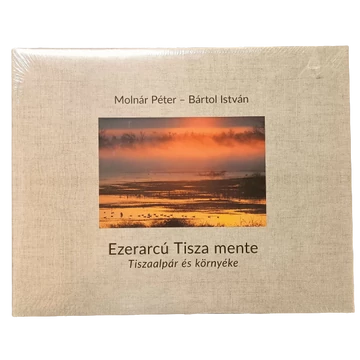 Molnár Péter – Bártol István
Ezerarcú Tisza mente
Tiszaalpár és környéke